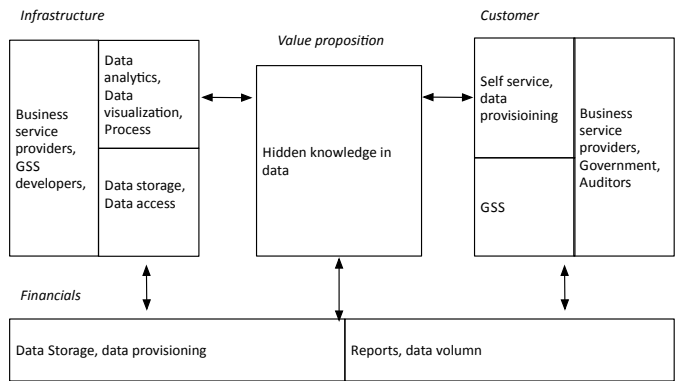 Infrastructure
Customer
Value proposition
Data
analytics,
Data
visualization,
Process
Business
service
providers,
GSS
developers,
Data storage,
Data access
Hidden knowledge in
data
Self service,
data
provisioining
GSS
Business
service
providers,
Government,
Auditors
Financials
Data Storage, data provisioning
Reports, data volumn